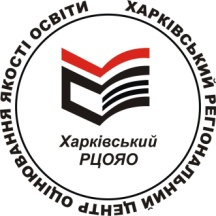 ХАРКІВСЬКИЙ РЕГІОНАЛЬНИЙ ЦЕНТР ОЦІНЮВАННЯ ЯКОСТІ ОСВІТИ
Харківський
РЦОЯО